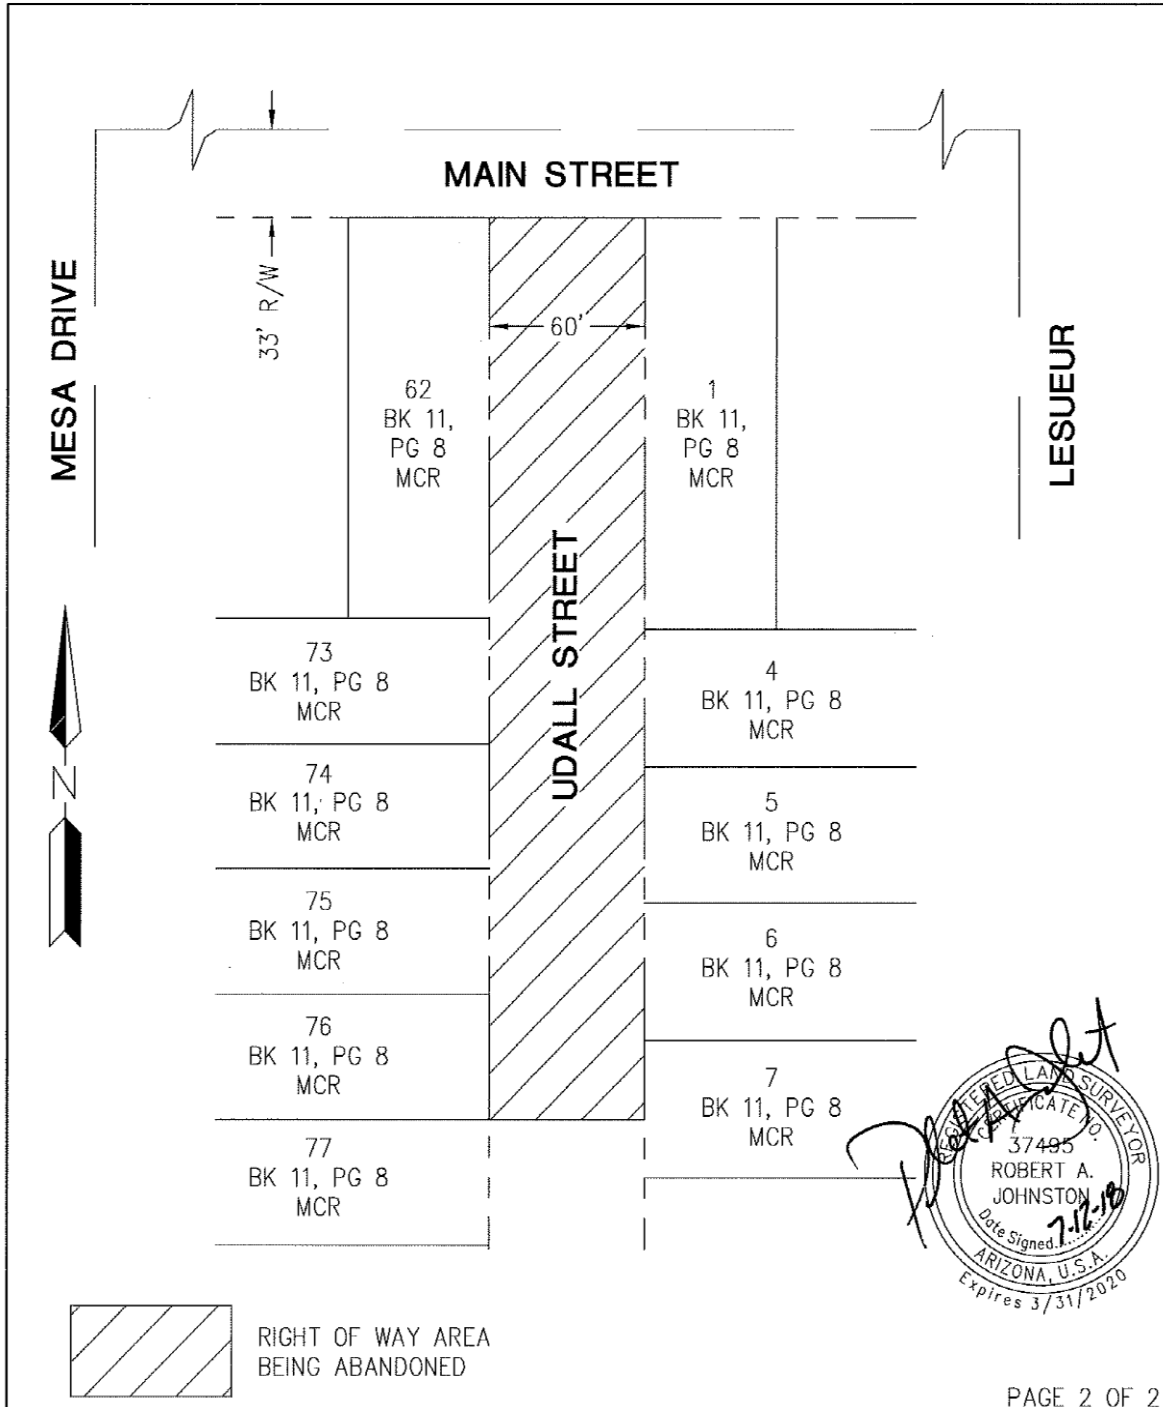 MAIN STREET
MESA DRIVE
33' R/W
60'
LESUEUR
62
BK 11,
PG 8
MCR
1
BK 11,
PG 8
MCR
UDALL STREET
73
BK 11, PG 8
MCR
4
BK 11, PG 8
MCR
N
74
BK 11, PG 8
MCR
5
BK 11, PG 8
MCR
75
BK 11, PG 8
MCR
6
BK 11, PG 8
MCR
76
BK 11, PG 8
MCR
7
BK 11, PG 8
MCR
77
BK 11, PG 8
MCR
REGISTERED LAND SURVEYOR
CERTIFICATE NO.
37495
ROBERT A.
JOHNSTON
Date Signed 7-12-18
ARIZONA, U.S.A.
Expires 3/31/2020
RIGHT OF WAY AREA
BEING ABANDONED
PAGE 2 OF 2